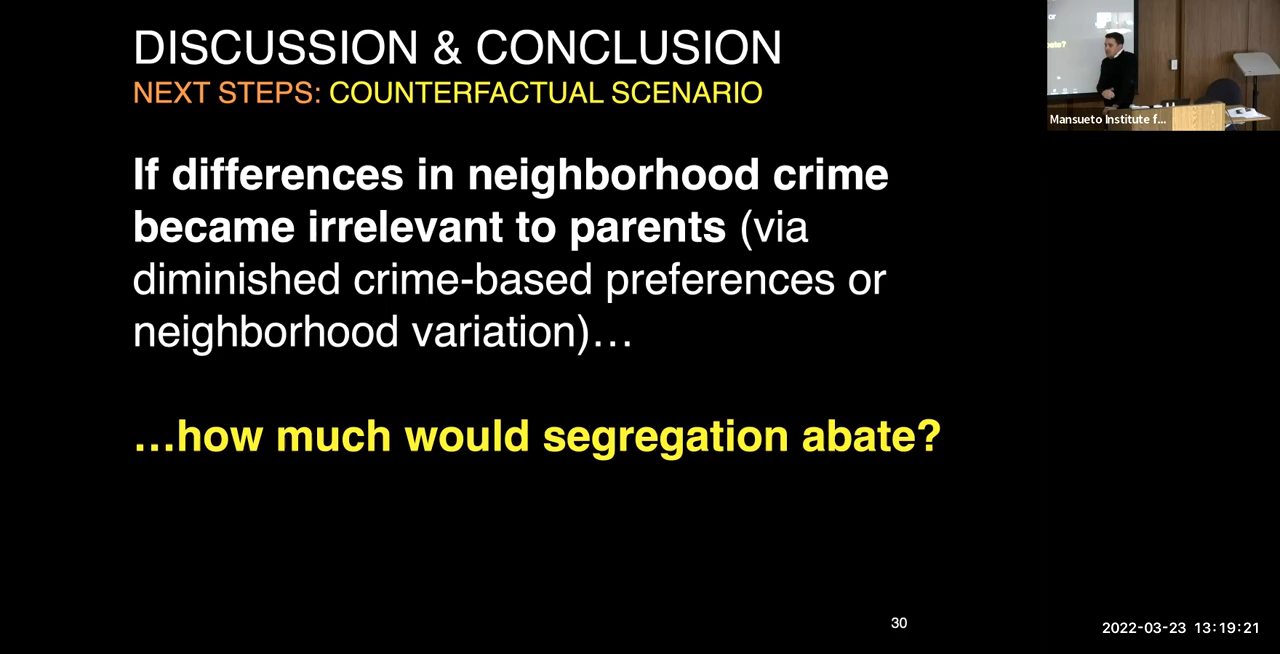 DISCUSSION & CONCLUSION
NEXT STEPS: COUNTERFACTUAL SCENARIO
If differences in neighborhood crime
became irrelevant to parents (via
diminished crime-based preferences or
neighborhood variation)…
…how much would segregation abate?
or
Mansueto Institute f...
30
2022-03-23 13:19:21